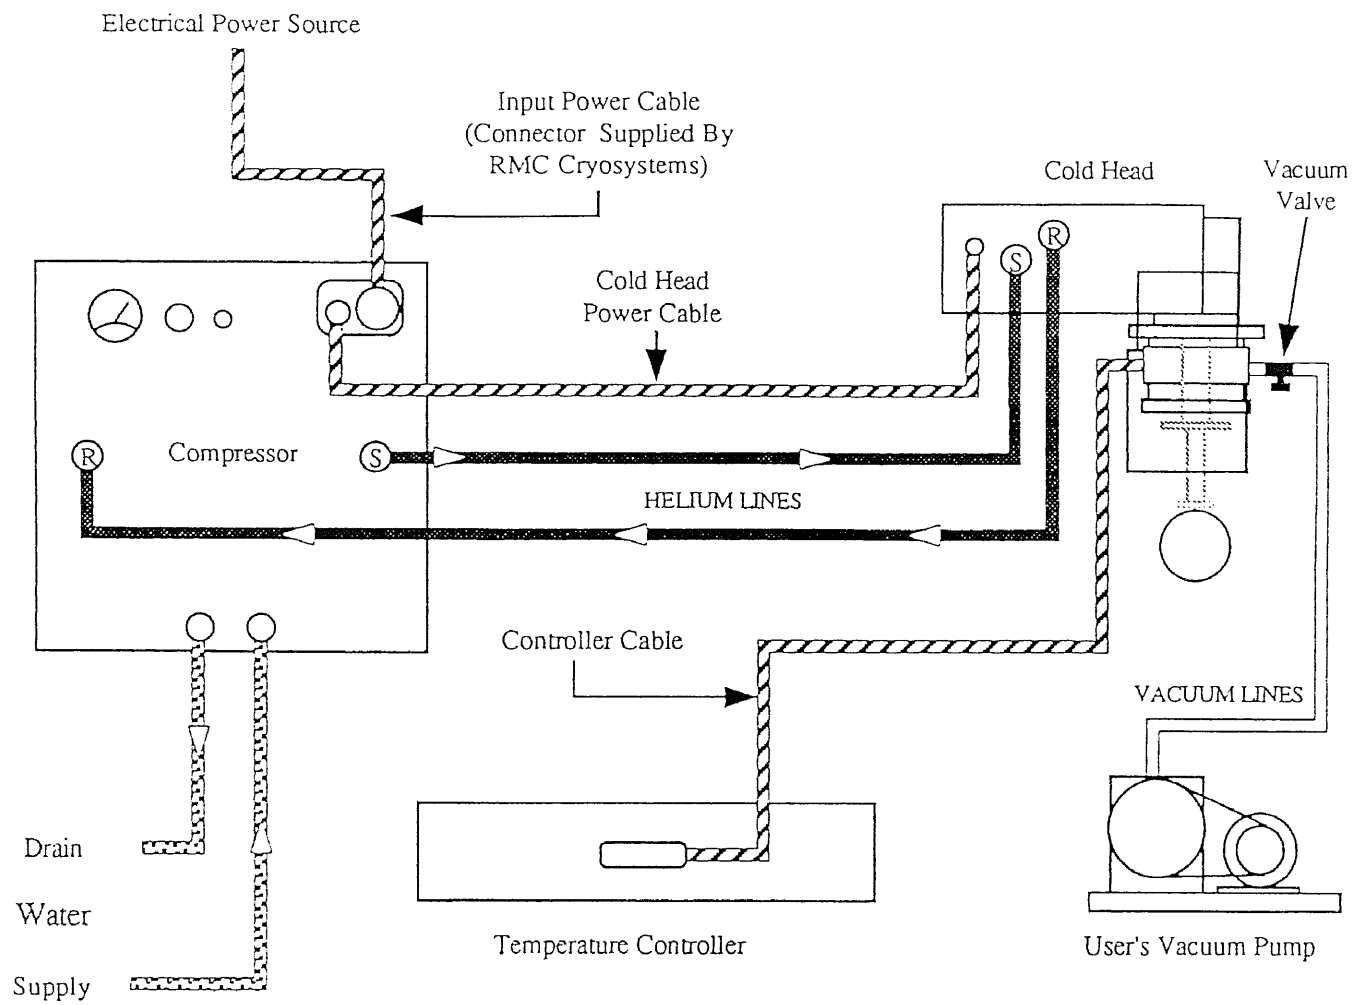 Electrical Power Source
Input Power Cable
(Connector Supplied By
RMC Cryosystems)
Cold Head
Vacuum
Valve
R
S
Cold Head
Power Cable
R
Compressor
S
HELIUM LINES
Controller Cable
VACUUM LINES
Drain
Water
Supply
Temperature Controller
User's Vacuum Pump